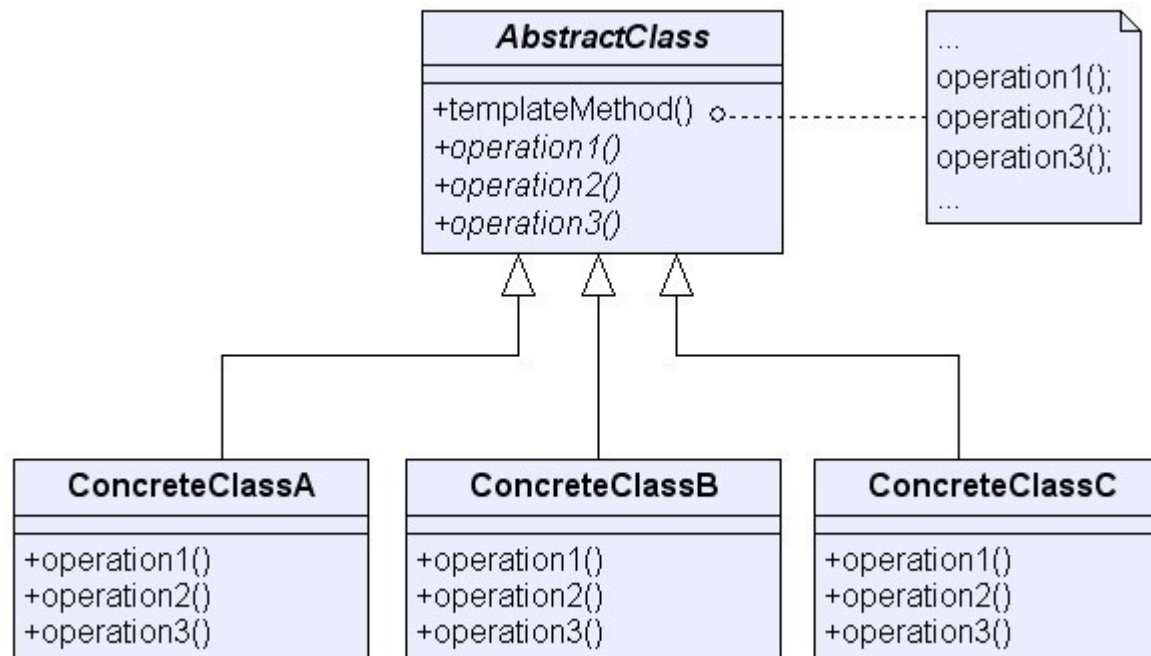 AbstractClass
+templateMethod()
+operation1()
+operation2()
+operation3()
...
operation1();
operation2();
operation3();
...
ConcreteClassA
+operation1()
+operation2()
+operation3()
ConcreteClassB
+operation1()
+operation2()
+operation3()
ConcreteClassC
+operation1()
+operation2()
+operation3()